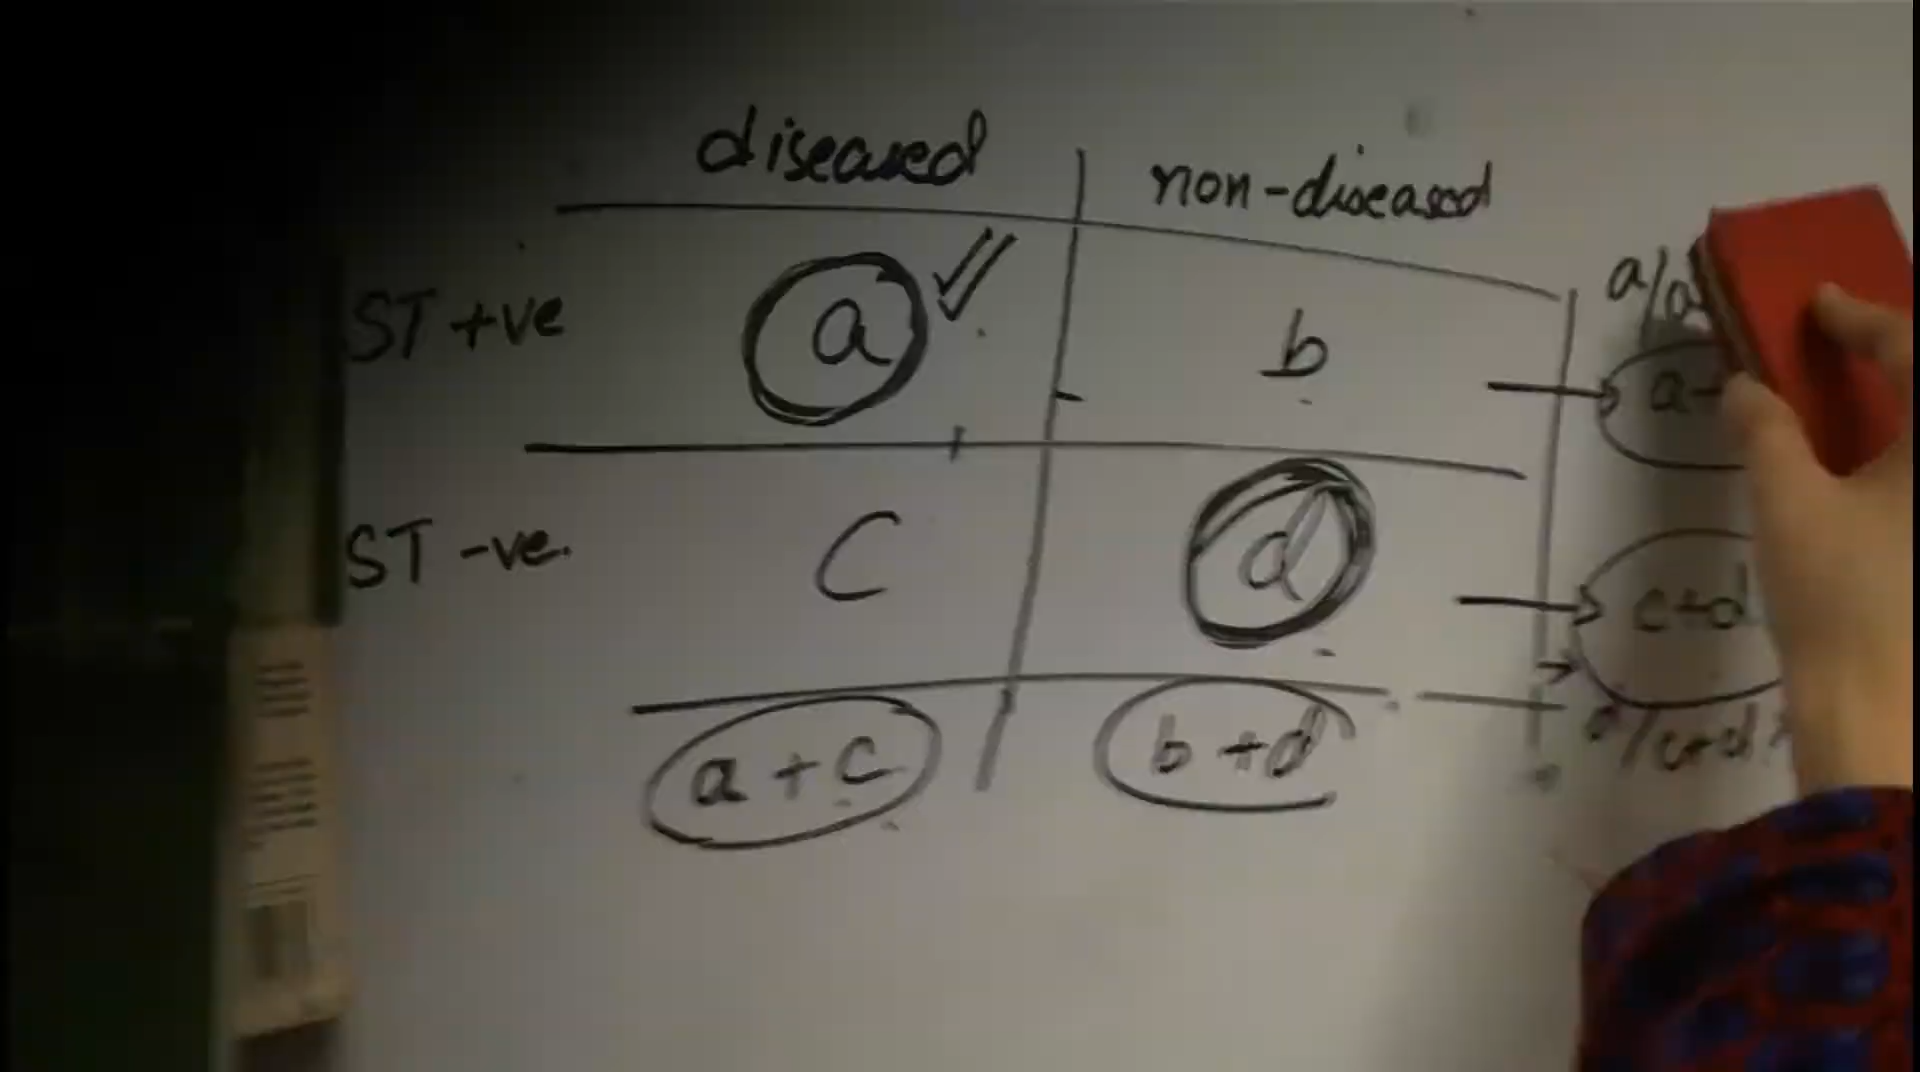 diseased
non-diseased
ST +ve
a
b
a/a
a+
ST -ve.
C
d
c+d
a + c
b + d
/c+d